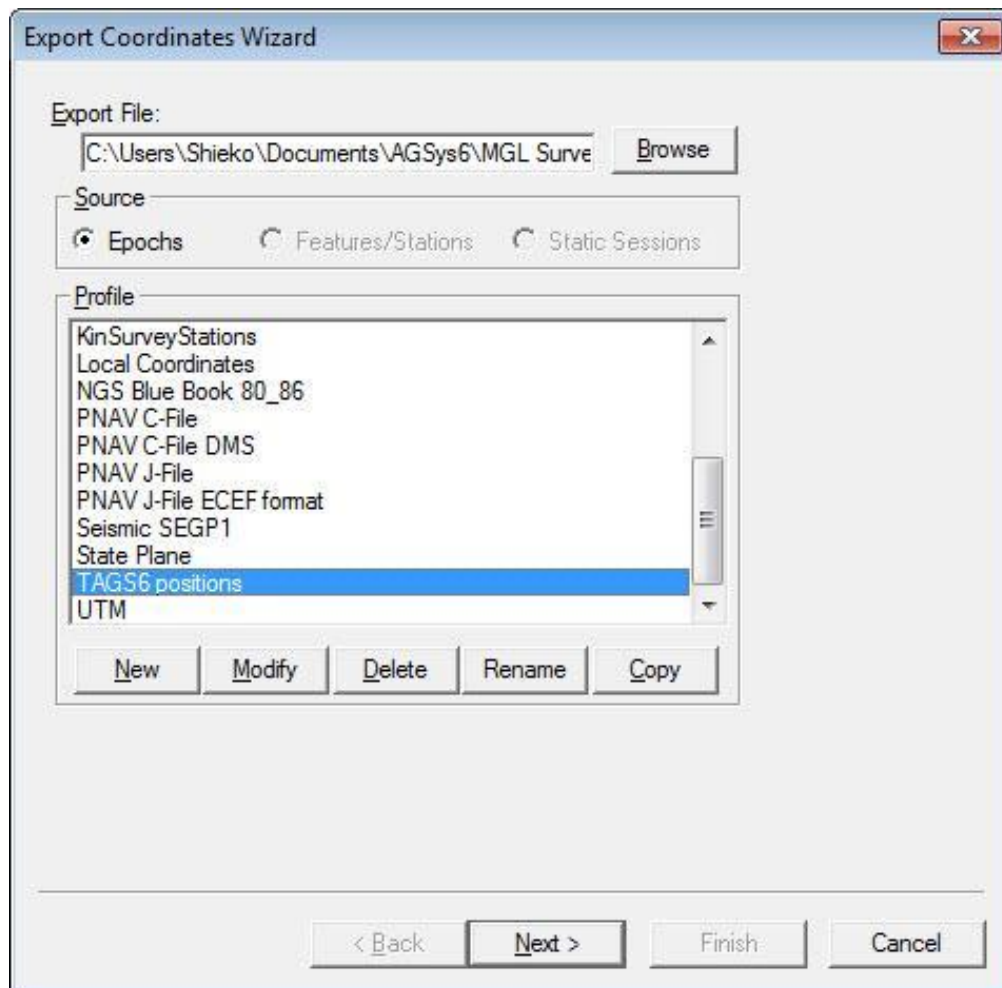 Export Coordinates Wizard
Export File:
C:\Users\Shieko\Documents\AGSys6\MGL Surve
Browse
Source
Epochs Features/Stations Static Sessions
Profile
KinSurveyStations
Local Coordinates
NGS Blue Book 80_86
PNAV C-File
PNAV C-File DMS
PNAV J-File
PNAV J-File ECEF format
Seismic SEGP1
State Plane
TAGS6 positions
UTM
New Modify Delete Rename Copy
< Back Next > Finish Cancel